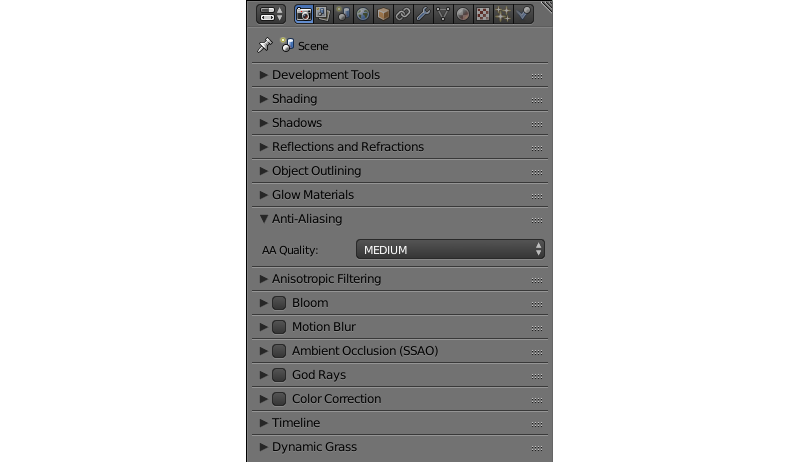 Scene
Development Tools
Shading
Shadows
Reflections and Refractions
Object Outlining
Glow Materials
Anti-Aliasing
AA Quality: MEDIUM
Anisotropic Filtering
Bloom
Motion Blur
Ambient Occlusion (SSAO)
God Rays
Color Correction
Timeline
Dynamic Grass